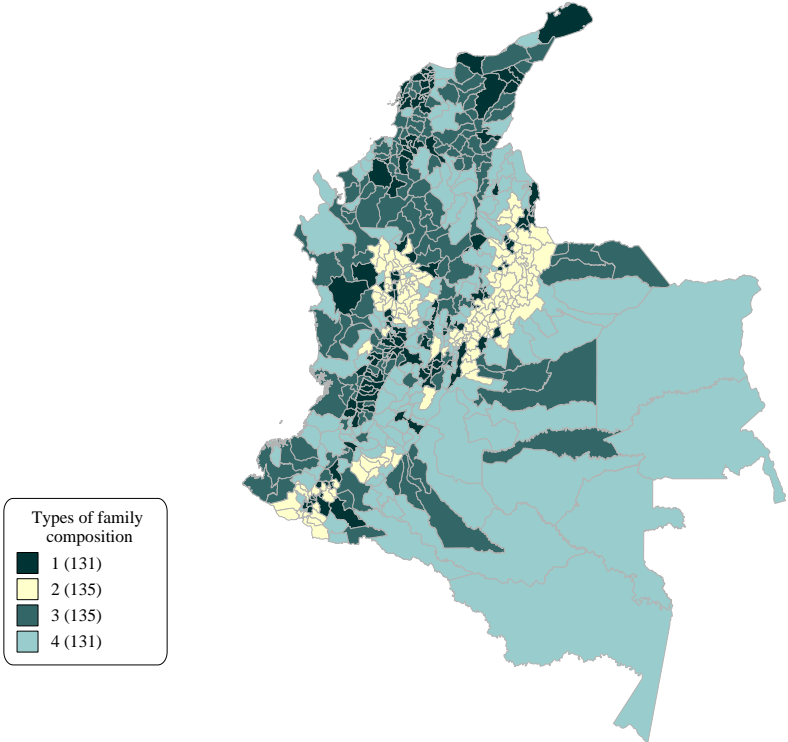 Types of family
composition
1 (131)
2 (135)
3 (135)
4 (131)